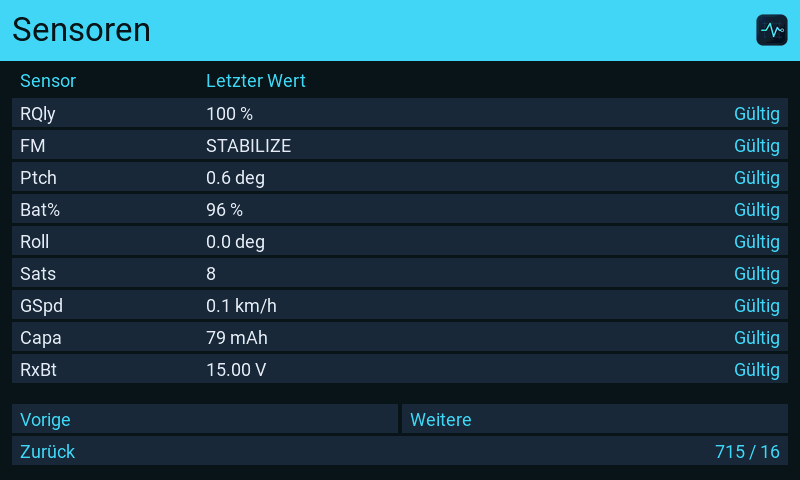 Sensoren
Sensor Letzter Wert
RQly 100 % Gültig
FM STABILIZE Gültig
Ptch 0.6 deg Gültig
Bat% 96 % Gültig
Roll 0.0 deg Gültig
Sats 8 Gültig
GSpd 0.1 km/h Gültig
Capa 79 mAh Gültig
RxBt 15.00 V Gültig
Vorige Weitere
Zurück 715 / 16